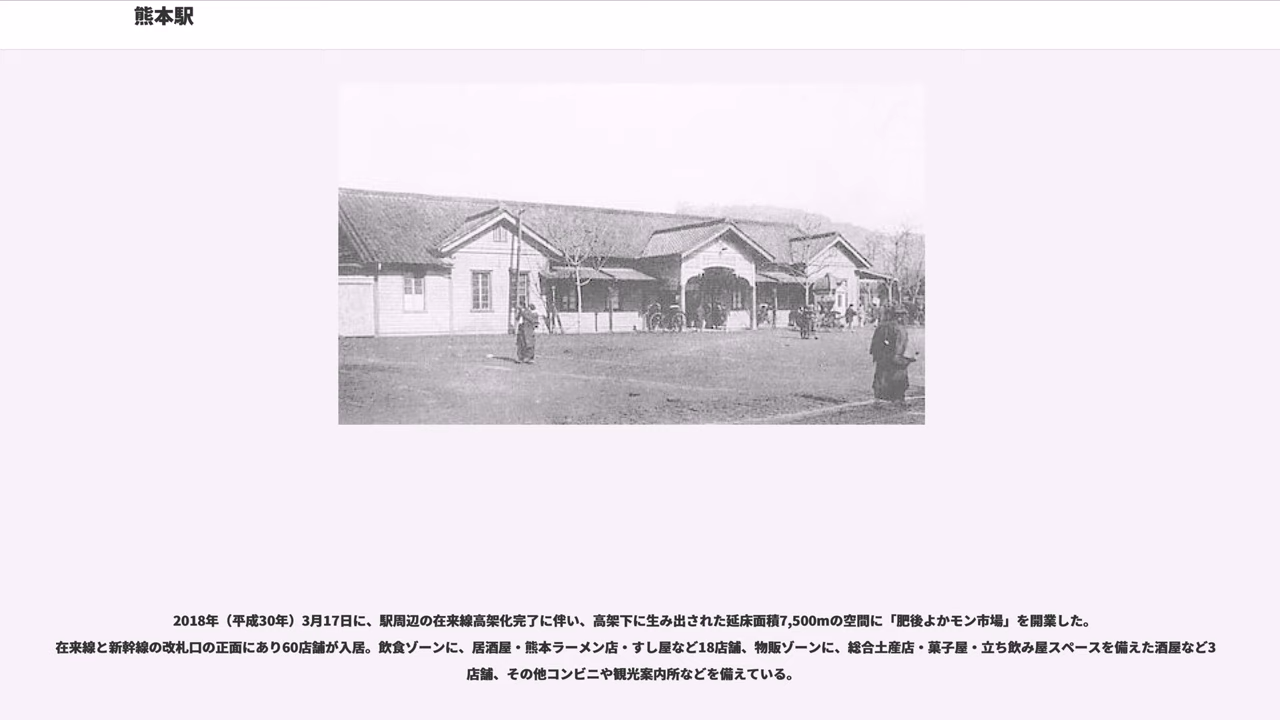 熊本駅
2018年（平成30年）3月17日に、駅周辺の在来線高架化完了に伴い、高架下に生み出された延床面積7,500mの空間に「肥後よかモン市場」を開業した。
在来線と新幹線の改札口の正面にあり60店舗が入居。飲食ゾーンに、居酒屋・熊本ラーメン店・すし屋など18店舗、物販ゾーンに、総合土産店・菓子屋・立ち飲み屋スペースを備えた酒屋など3
店舗、その他コンビニや観光案内所などを備えている。